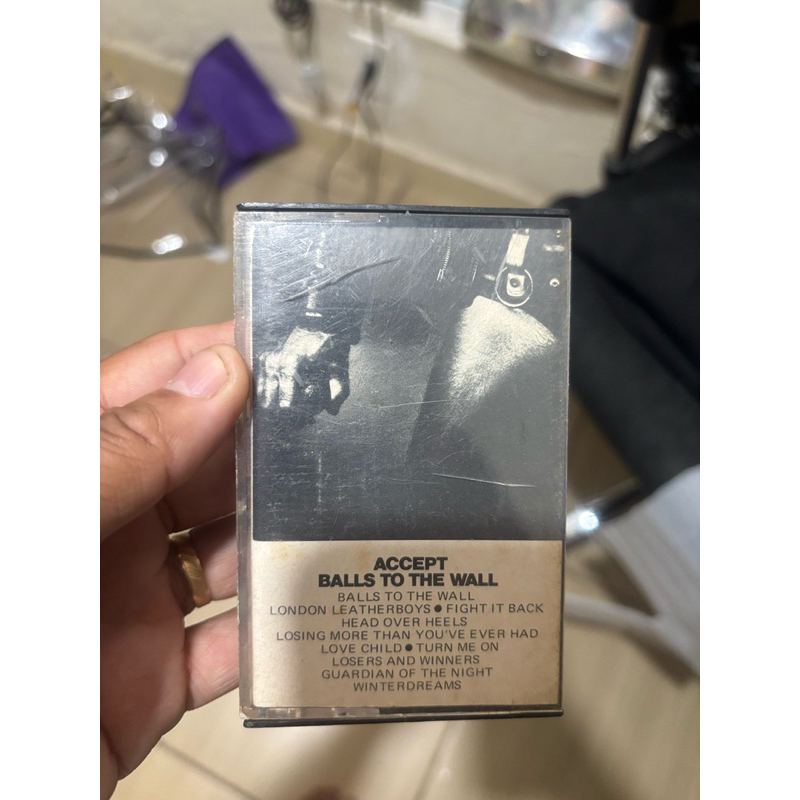 ACCEPT
BALLS TO THE WALL
BALLS TO THE WALL
LONDON LEATHERBOYS ● FIGHT IT BACK
HEAD OVER HEELS
LOSING MORE THAN YOU'VE EVER HAD
LOVE CHILD ● TURN ME ON
LOSERS AND WINNERS
GUARDIAN OF THE NIGHT
WINTERDREAMS